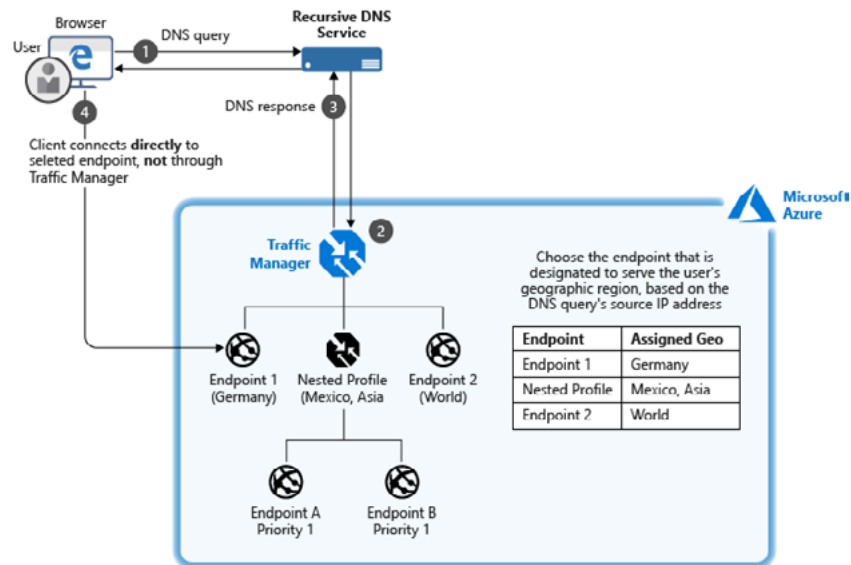 Browser
User
1
DNS query
Recursive DNS
Service
DNS response
3
4
Client connects directly to
seleted endpoint, not through
Traffic Manager
Microsoft
Azure
2
Traffic
Manager
Choose the endpoint that is
designated to serve the user's
geographic region, based on the
DNS query's source IP address
Endpoint Assigned Geo
Endpoint 1 Germany
Nested Profile Mexico, Asia
Endpoint 2 World
Endpoint 1
(Germany)
Nested Profile
(Mexico, Asia
Endpoint 2
(World)
Endpoint A
Priority 1
Endpoint B
Priority 1